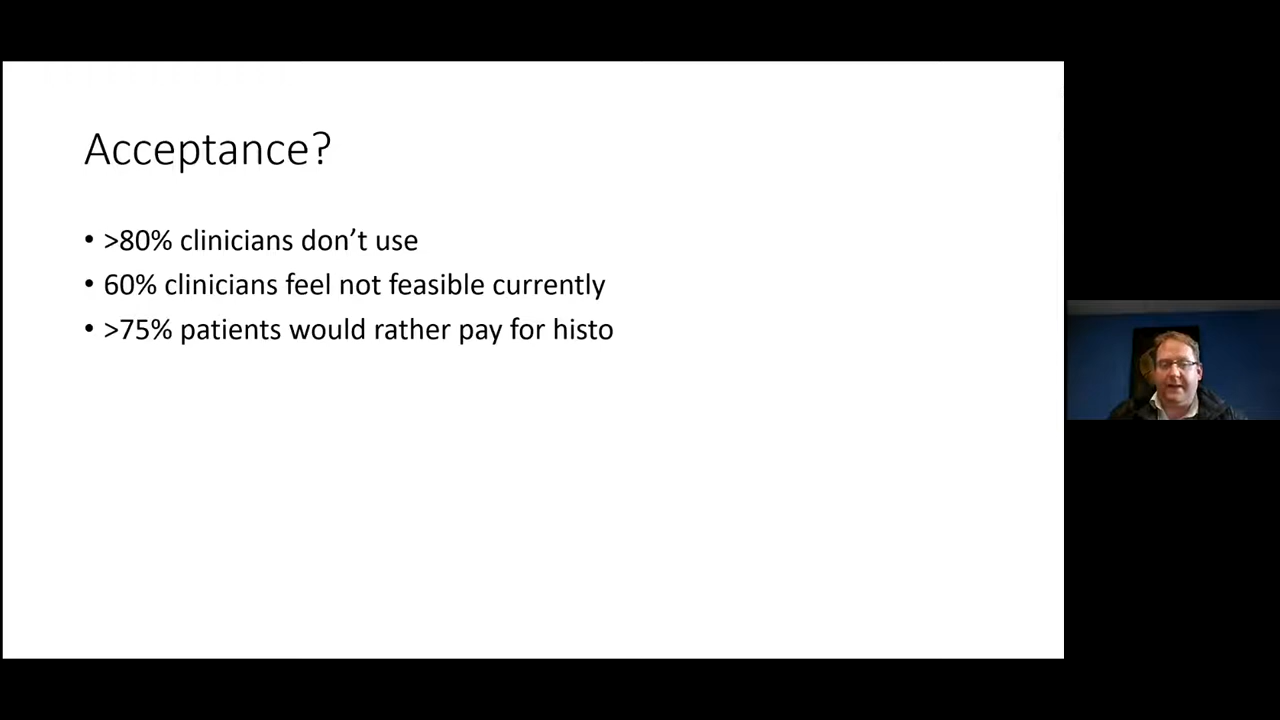 Acceptance?
• >80% clinicians don’t use
• 60% clinicians feel not feasible currently
• >75% patients would rather pay for histo